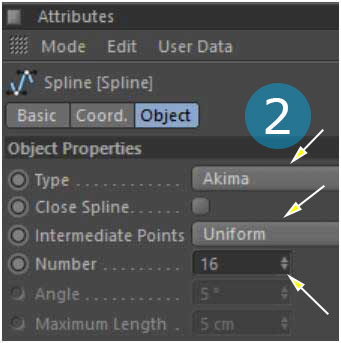 Attributes
Mode Edit User Data
Spline [Spline]
Basic Coord. Object
2
Object Properties
Type . . . . . . . . . . . Akima
Close Spline. . . . . .
Intermediate Points Uniform
Number . . . . . . . . . 16
Angle . . . . . . . . . . 5 °
Maximum Length . 5 cm